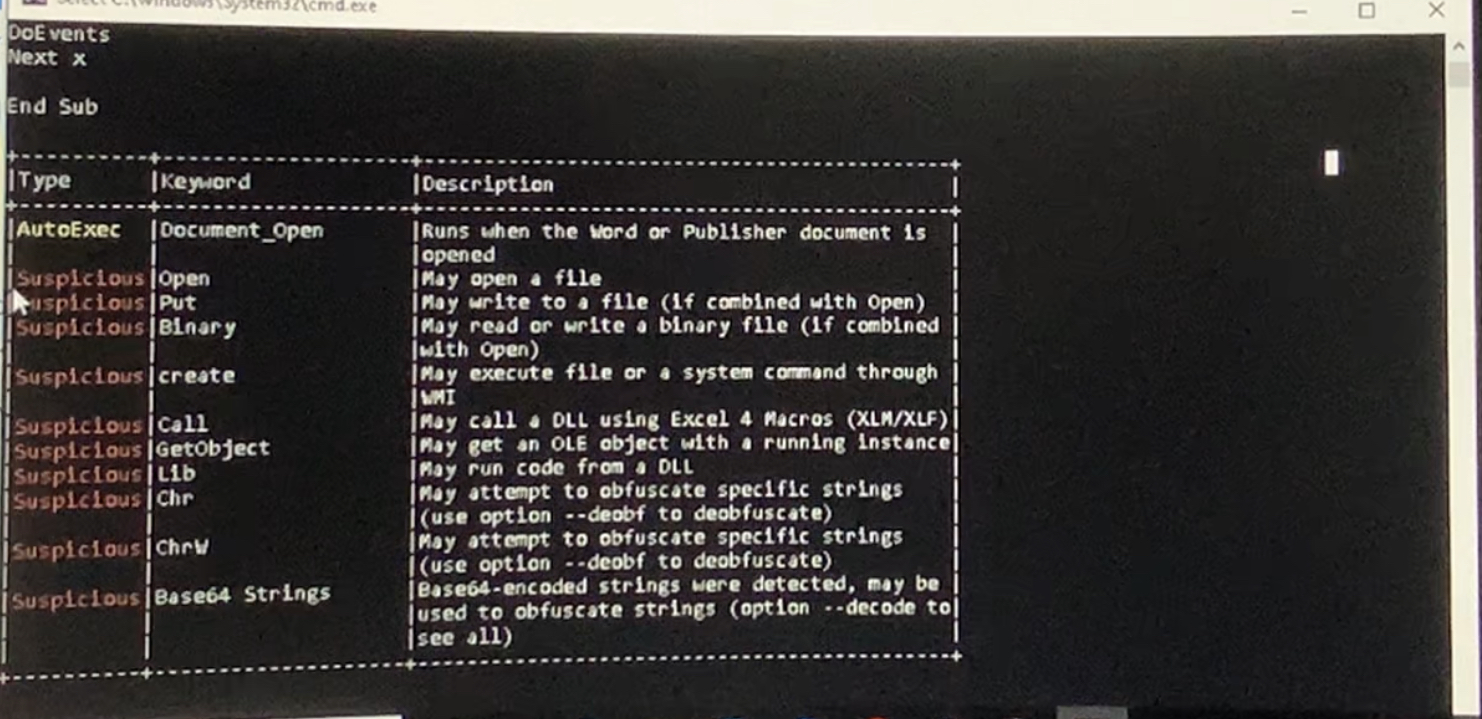 Select C:\Windows\System32\cmd.exe
DoEvents
Next x
End Sub
|Type |Keyword |Description |
|AutoExec |Document_Open |Runs when the Word or Publisher document is |
opened
|Suspicious|Open |May open a file
Suspicious|Put |May write to a file (if combined with Open)
Suspicious|Binary |May read or write a binary file (if combined
with Open)
Suspicious|create |May execute file or a system command through
WMI
Suspicious|Call |May call a DLL using Excel 4 Macros (XLM/XLF)|
Suspicious|GetObject |May get an OLE object with a running instance|
Suspicious|Lib |May run code from a DLL
Suspicious|Chr |May attempt to obfuscate specific strings
(use option --deobf to deobfuscate)
Suspicious|ChrW |May attempt to obfuscate specific strings
(use option --deobf to deobfuscate)
Suspicious|Base64 Strings |Base64-encoded strings were detected, may be
used to obfuscate strings (option --decode to|
see all)